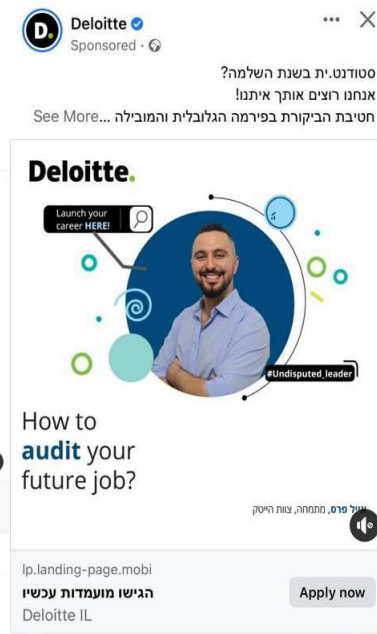 Deloitte
Sponsored ·
סטודנט.ית בשנת השלמה?
אנחנו רוצים אותך איתנו!
חטיבת הביקורת בפירמה הגלובלית והמובילה ...See More
Deloitte.
Launch your
career HERE!
#Undisputed_leader
How to
audit your
future job?
פרס, מתמחה, צוות הייטק
lp.landing-page.mobi
הגישו מועמדות עכשיו
Deloitte IL
Apply now